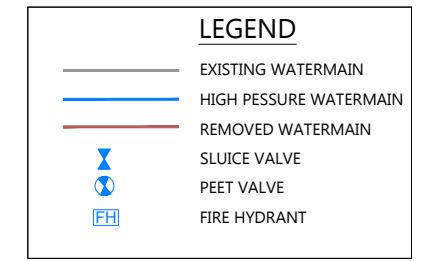 LEGEND
EXISTING WATERMAIN
HIGH PESSURE WATERMAIN
REMOVED WATERMAIN
SLUICE VALVE
PEET VALVE
FH FIRE HYDRANT